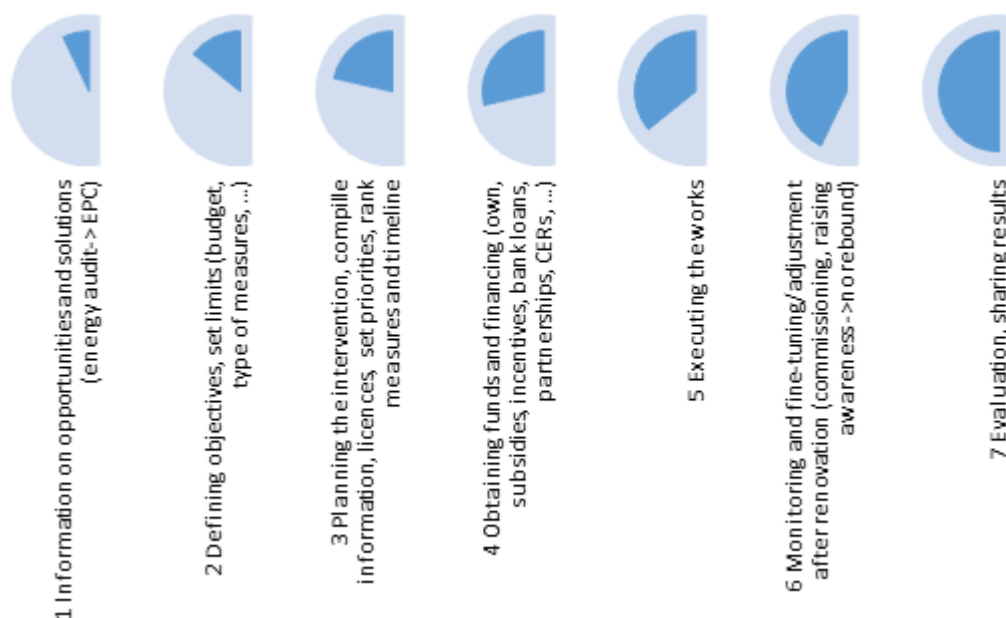 1 Information on opportunities and solutions
(energy audit-> EPC)
2 Defining objectives, set limits (budget,
type of measures, ...)
3 Planning the intervention, compille
information, licences, set priorities, rank
measures and timeline
4 Obtaining funds and financing (own,
subsidies, incentives, bank loans,
partnerships, CERs, ...)
5 Executing the works
6 Monitoring and fine-tuning/adjustment
after renovation (commissioning, raising
awareness->no rebound)
7 Evaluation, sharing results